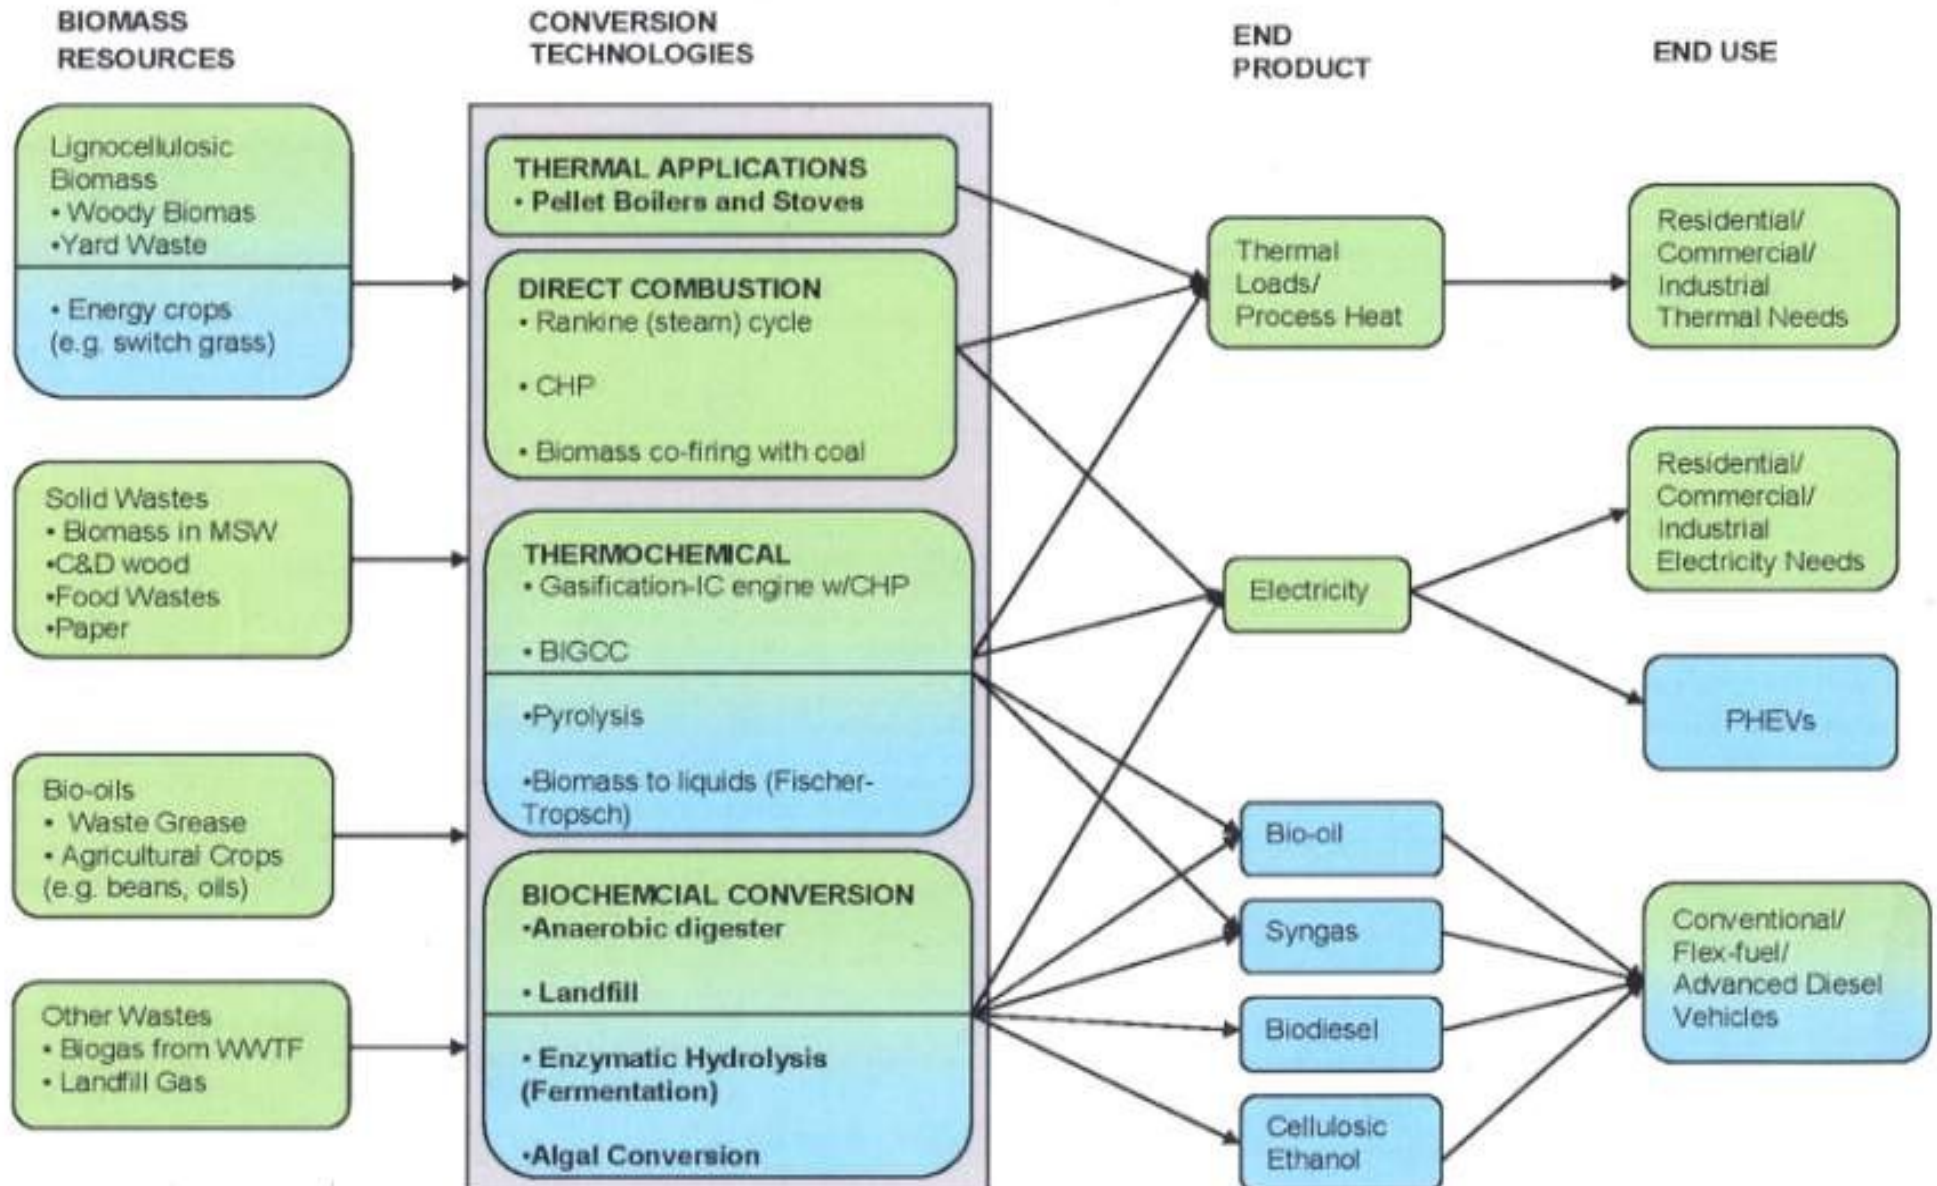 BIOMASS
RESOURCES
CONVERSION
TECHNOLOGIES
END
PRODUCT
END USE
Lignocellulosic
Biomass
• Woody Biomas
•Yard Waste
• Energy crops
(e.g. switch grass)
Solid Wastes
• Biomass in MSW
•C&D wood
•Food Wastes
•Paper
Bio-oils
• Waste Grease
• Agricultural Crops
(e.g. beans, oils)
Other Wastes
• Biogas from WWTF
• Landfill Gas
THERMAL APPLICATIONS
• Pellet Boilers and Stoves
DIRECT COMBUSTION
• Rankine (steam) cycle
• CHP
• Biomass co-firing with coal
THERMOCHEMICAL
• Gasification-IC engine w/CHP
• BIGCC
•Pyrolysis
•Biomass to liquids (Fischer-
Tropsch)
BIOCHEMCIAL CONVERSION
•Anaerobic digester
• Landfill
• Enzymatic Hydrolysis
(Fermentation)
•Algal Conversion
Thermal
Loads/
Process Heat
Electricity
Bio-oil
Syngas
Biodiesel
Cellulosic
Ethanol
Residential/
Commercial/
Industrial
Thermal Needs
Residential/
Commercial/
Industrial
Electricity Needs
PHEVs
Conventional/
Flex-fuel/
Advanced Diesel
Vehicles